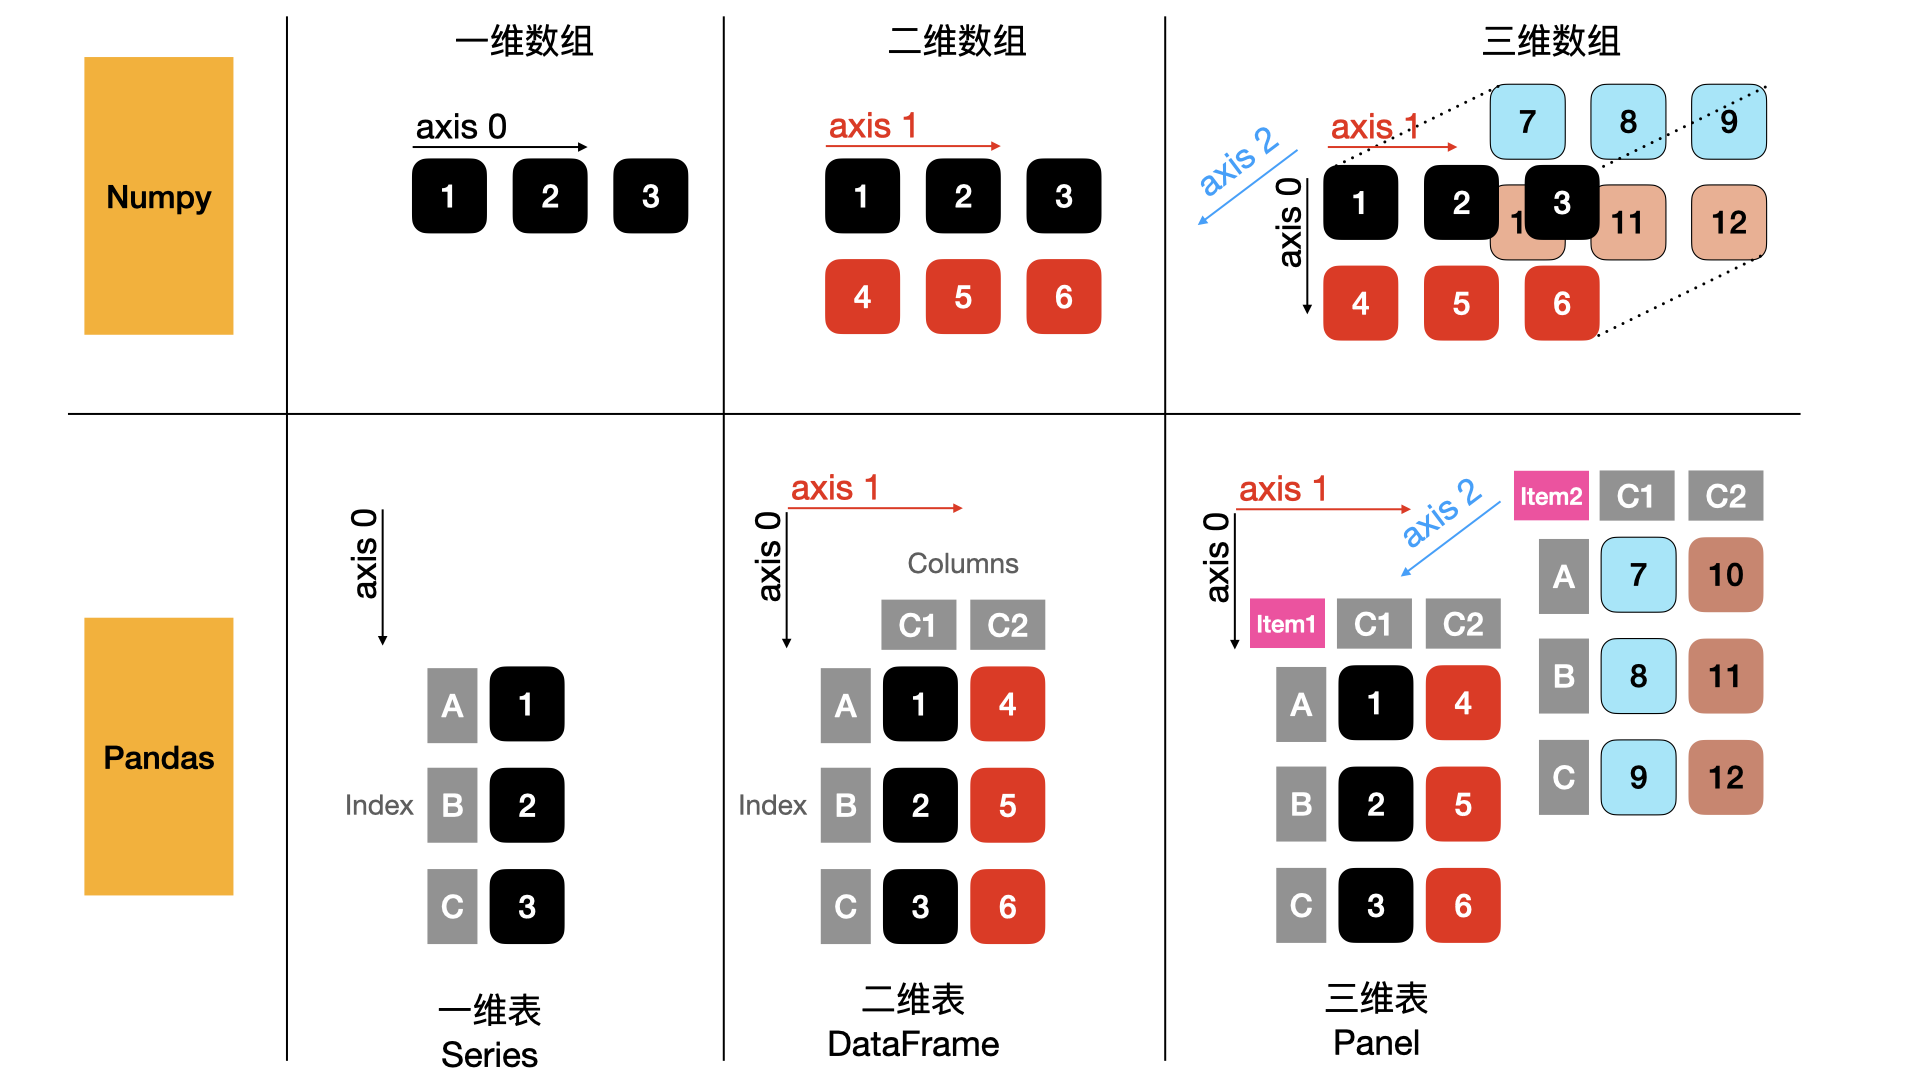 一维数组
二维数组
三维数组
Numpy
axis 0
1 2 3
axis 1
1 2 3
4 5 6
axis 2
axis 1
axis 0
7 8 9
1 2 3
11 12
4 5 6
Pandas
axis 0
Index
A 1
B 2
C 3
一维表
Series
axis 1
axis 0
Columns
C1 C2
A 1 4
Index B 2 5
C 3 6
二维表
DataFrame
axis 1
axis 0
axis 2
Item2 C1 C2
A 7 10
B 8 11
C 9 12
Item1 C1 C2
A 1 4
B 2 5
C 3 6
三维表
Panel